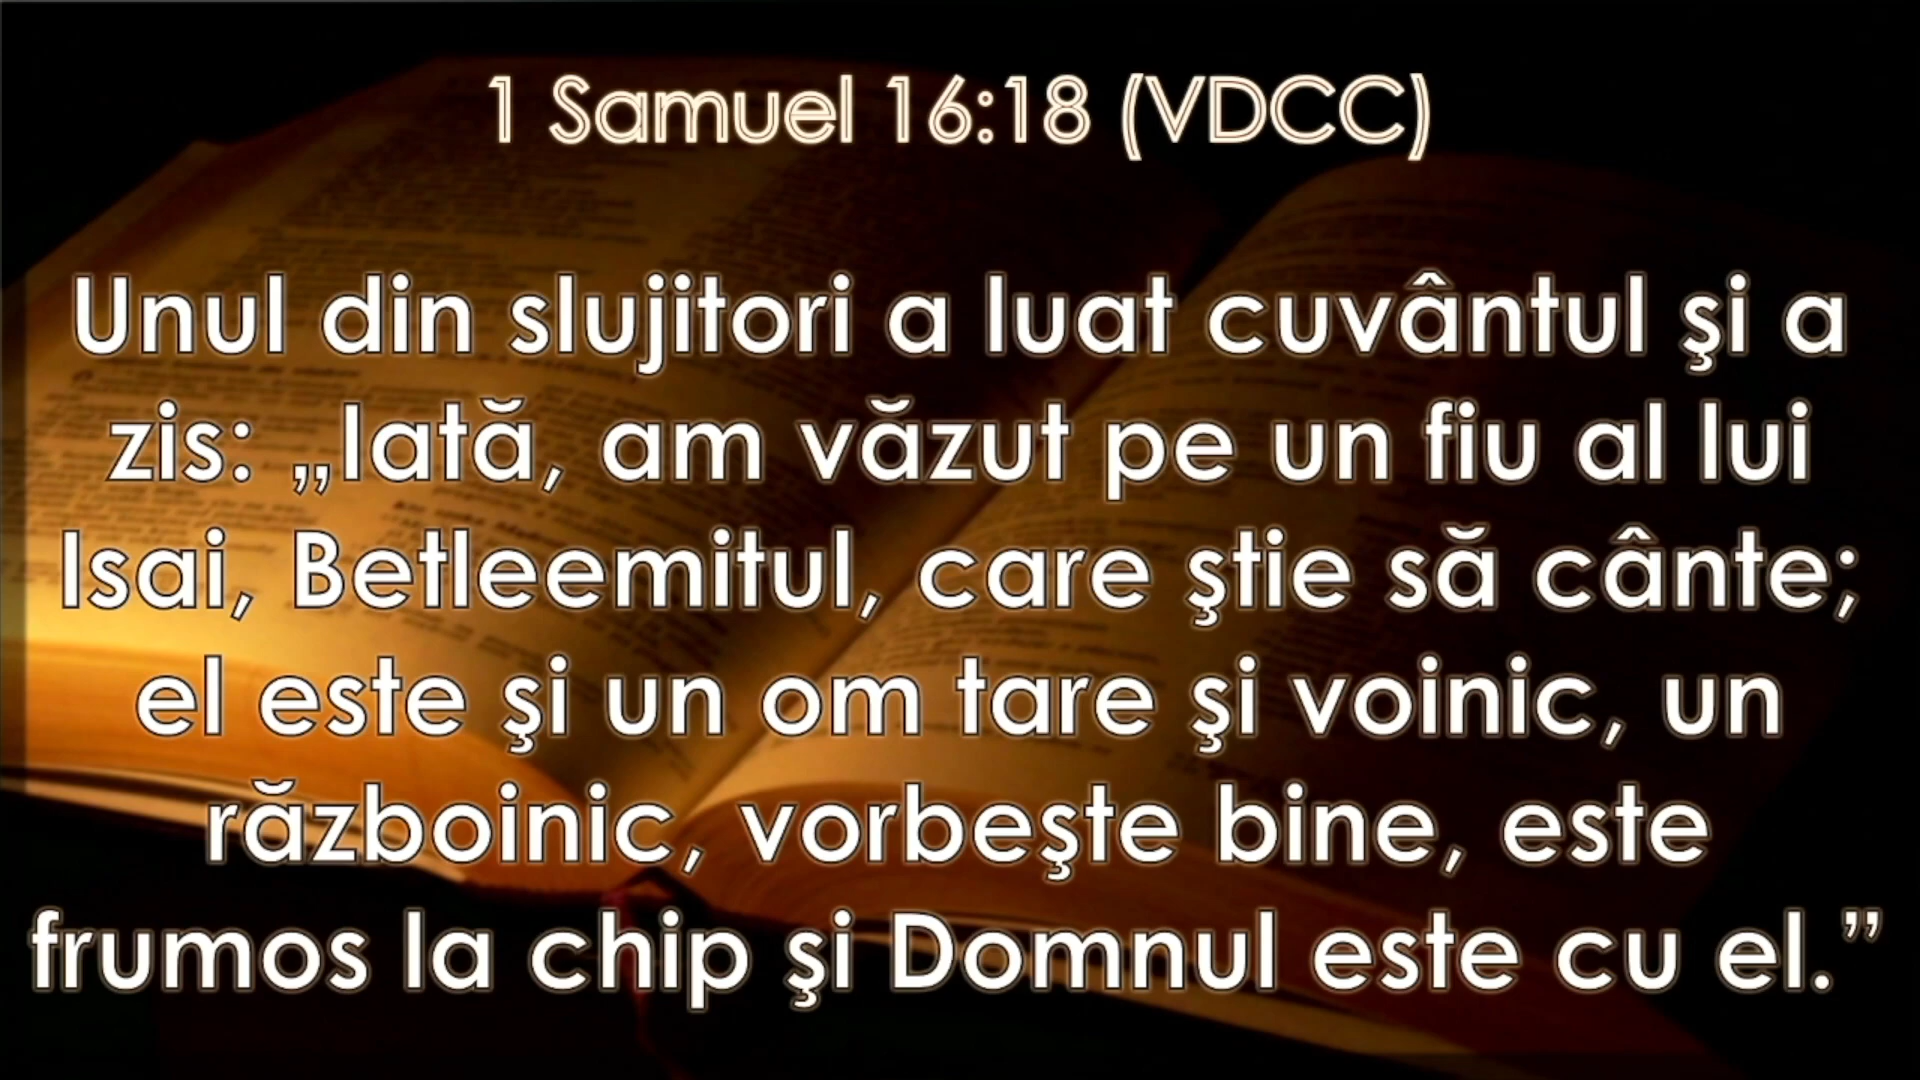 1 Samuel 16:18 (VDCC)
Unul din slujitori a luat cuvântul şi a
zis: „Iată, am văzut pe un fiu al lui
Isai, Betleemitul, care ştie să cânte;
el este şi un om tare şi voinic, un
războinic, vorbeşte bine, este
frumos la chip şi Domnul este cu el.”